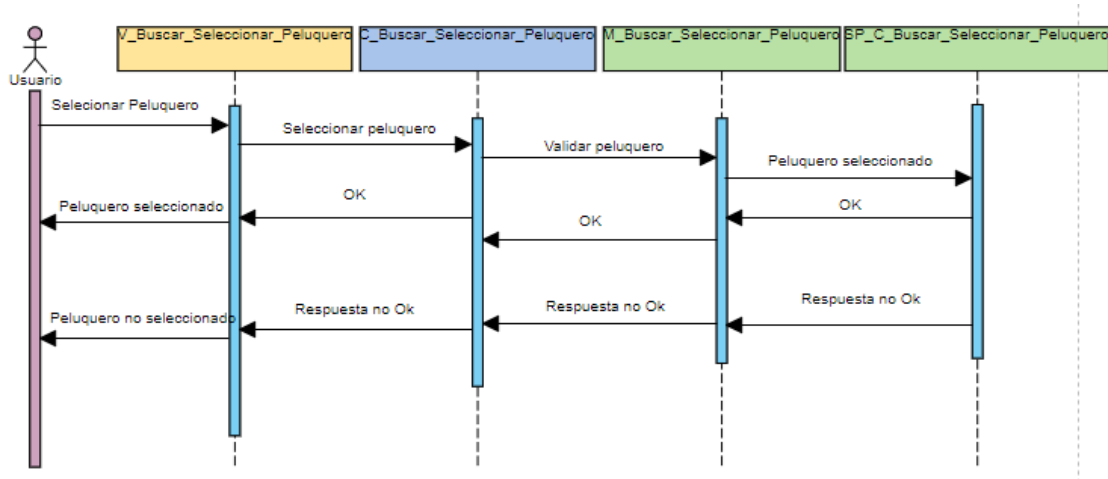 V_Buscar_Seleccionar_Peluquero
C_Buscar_Seleccionar_Peluquero
M_Buscar_Seleccionar_Peluquero
SP_C_Buscar_Seleccionar_Peluquero
Usuario
Selecionar Peluquero
Seleccionar peluquero
Validar peluquero
Peluquero seleccionado
OK
Peluquero seleccionado
OK
OK
Respuesta no Ok
Respuesta no Ok
Respuesta no Ok
Peluquero no seleccionado